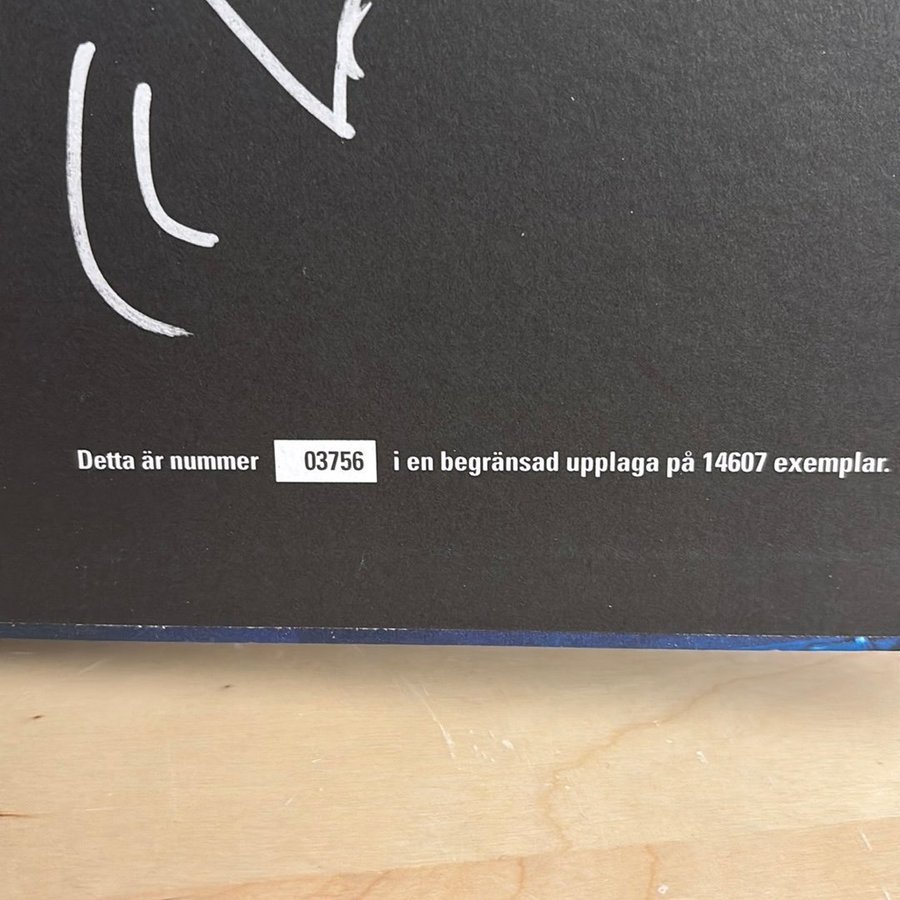 Detta är nummer 03756 i en begränsad upplaga på 14607 exemplar.